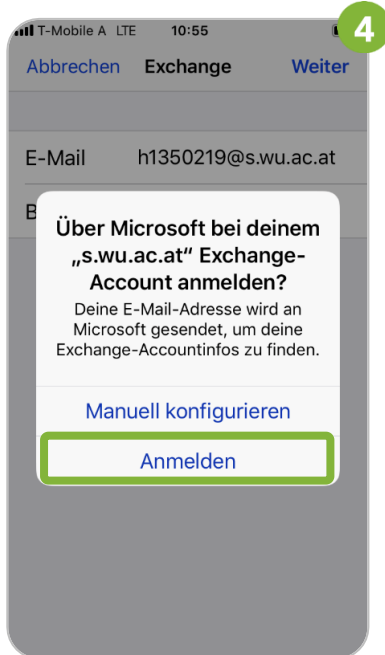 T-Mobile A LTE 10:55
4
Abbrechen Exchange Weiter
E-Mail h1350219@s.wu.ac.at
B
Über Microsoft bei deinem
„s.wu.ac.at“ Exchange-
Account anmelden?
Deine E-Mail-Adresse wird an
Microsoft gesendet, um deine
Exchange-Accountinfos zu finden.
Manuell konfigurieren
Anmelden